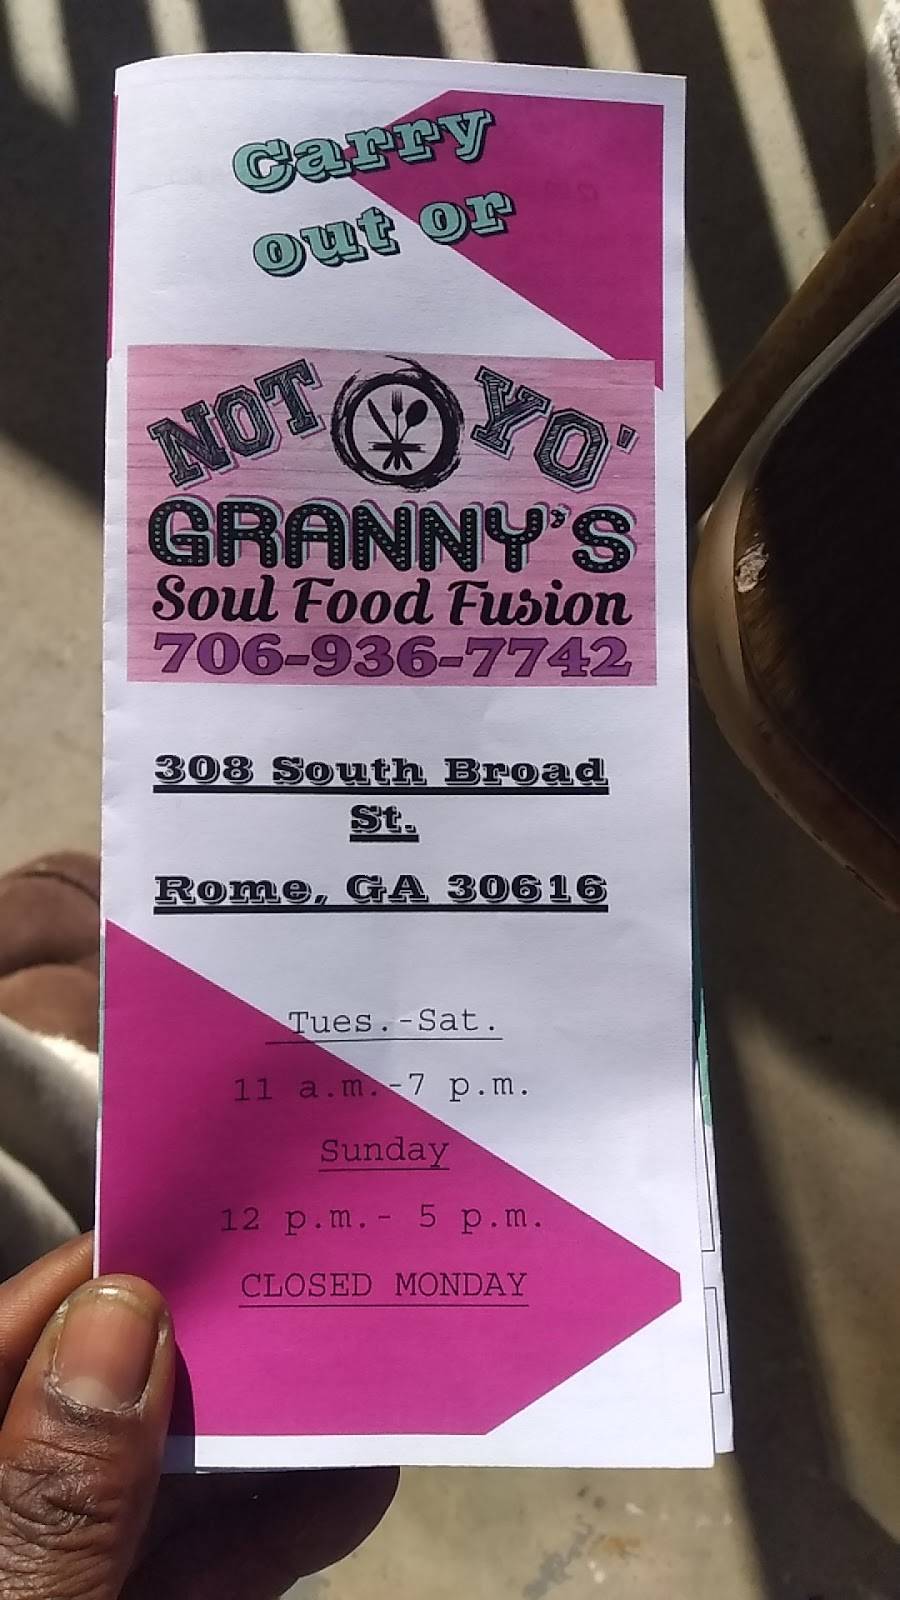 Carry
out or
NOT YO'
GRANNY'S
Soul Food Fusion
706-936-7742
308 South Broad
St.
Rome, GA 30616
Tues.-Sat.
11 a.m.-7 p.m.
Sunday
12 p.m.- 5 p.m.
CLOSED MONDAY